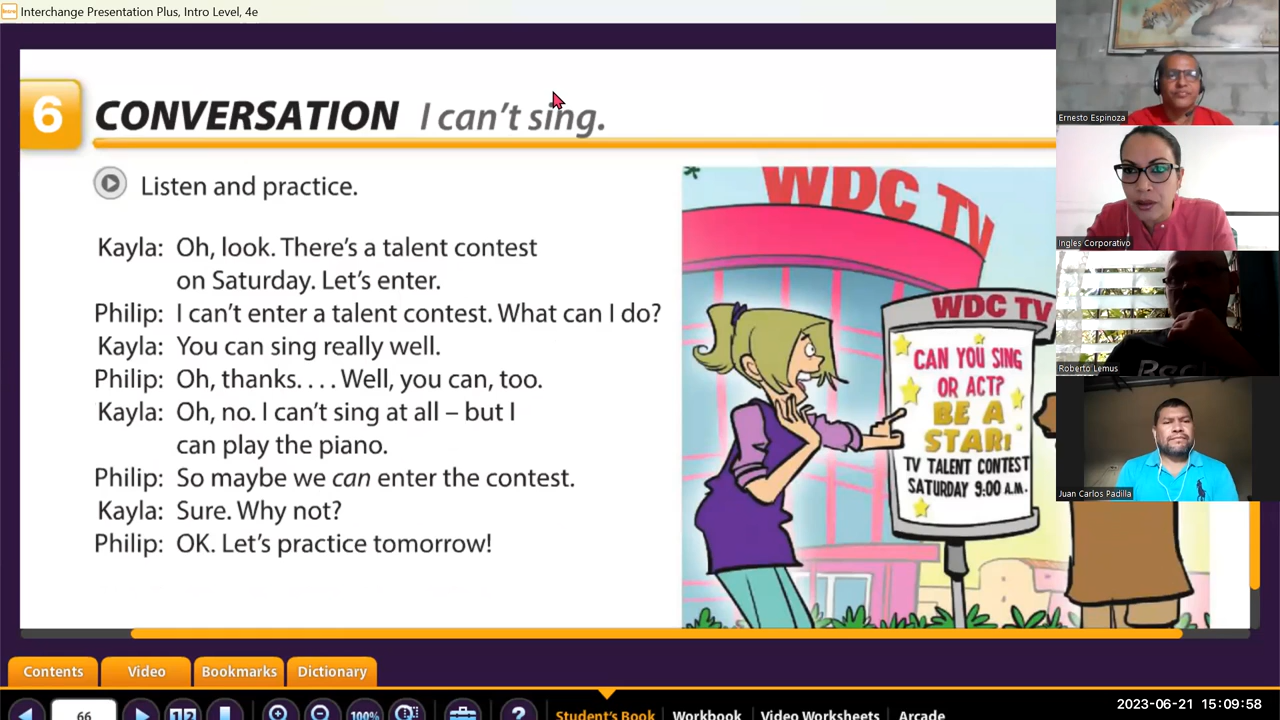 Interchange Presentation Plus, Intro Level, 4e
6 CONVERSATION I can't sing.
Listen and practice.
Kayla: Oh, look. There's a talent contest
on Saturday. Let's enter.
Philip: I can't enter a talent contest. What can I do?
Kayla: You can sing really well.
Philip: Oh, thanks. . . . Well, you can, too.
Kayla: Oh, no. I can't sing at all – but I
can play the piano.
Philip: So maybe we can enter the contest.
Kayla: Sure. Why not?
Philip: OK. Let's practice tomorrow!
WDC TV
WDC TV
CAN YOU SING
OR ACT?
BE A
STAR!
TV TALENT CONTEST
SATURDAY 9:00 A.M.
Ernesto Espinoza
Ingles Corporativo
Roberto Lemus
Juan Carlos Padilla
Contents Video Bookmarks Dictionary
66 1 2 100% ? Student's Book Workbook Video Worksheets Arcade
2023-06-21 15:09:58